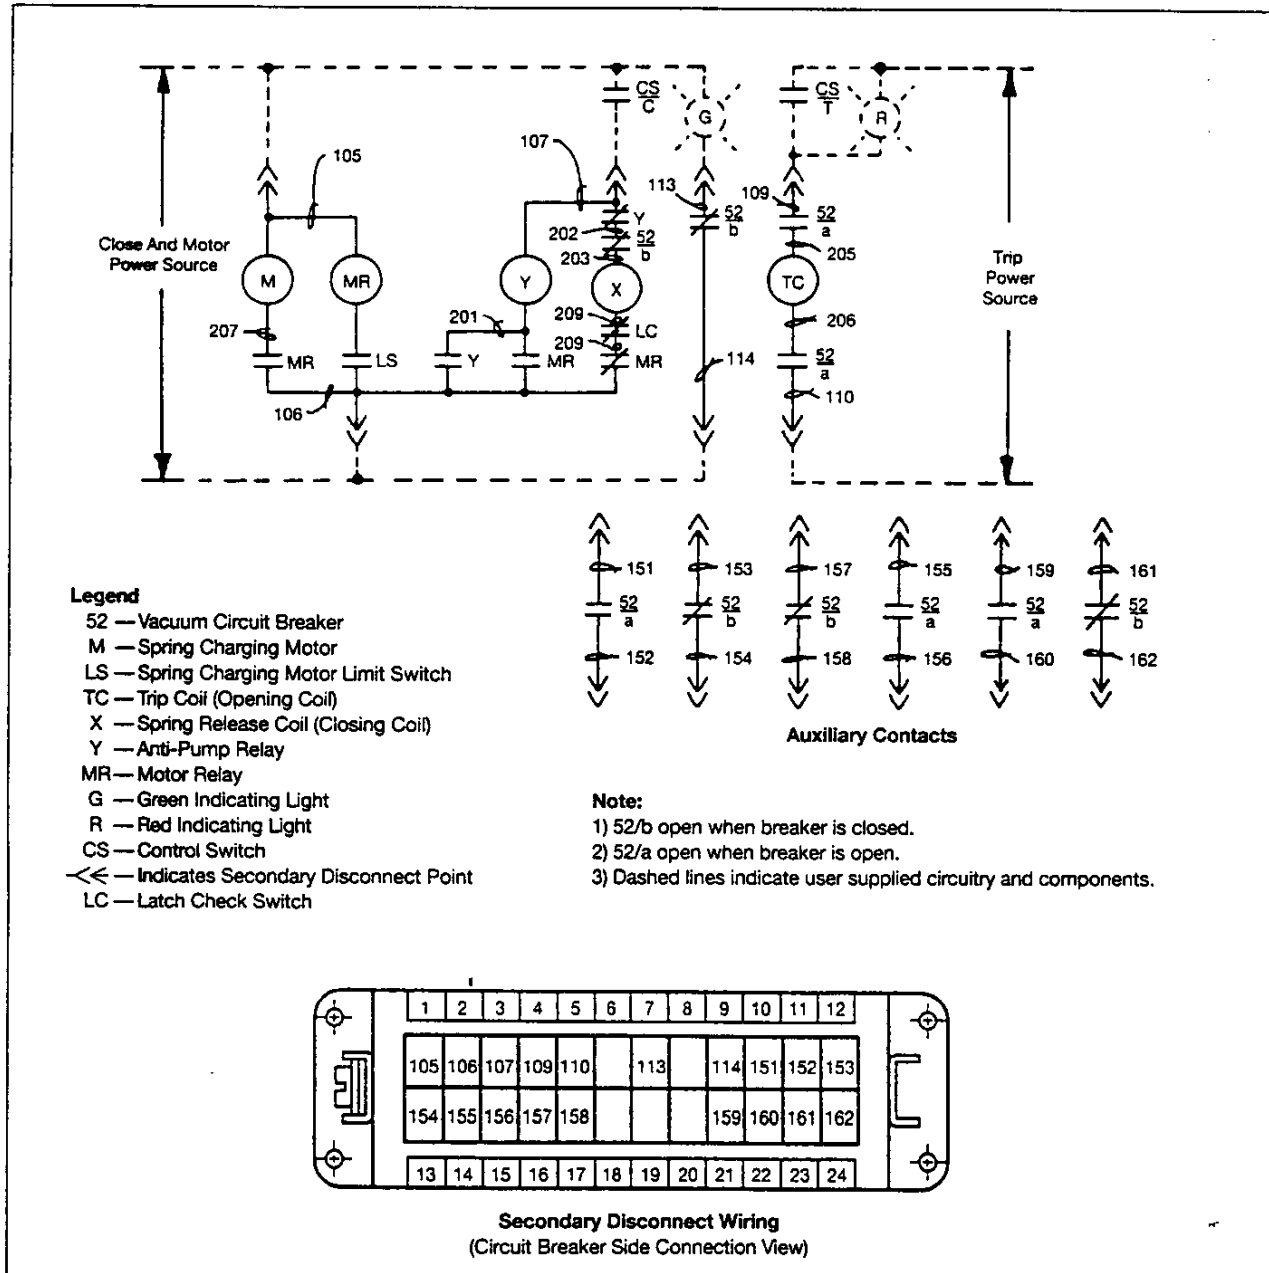 CS
C
G
CS
T
R
107
105
113
109
Y
52
b
52
a
202
52
b
203
205
Close And Motor
Power Source
M
MR
Y
X
TC
Trip
Power
Source
207
201
209
LC
206
209
MR
LS
Y
MR
MR
114
52
a
110
106
151
153
157
155
159
161
52
a
52
b
52
b
52
a
52
a
52
b
152
154
158
156
160
162
Auxiliary Contacts
Legend
52 — Vacuum Circuit Breaker
M — Spring Charging Motor
LS — Spring Charging Motor Limit Switch
TC — Trip Coil (Opening Coil)
X — Spring Release Coil (Closing Coil)
Y — Anti-Pump Relay
MR — Motor Relay
G — Green Indicating Light
R — Red Indicating Light
CS — Control Switch
— Indicates Secondary Disconnect Point
LC — Latch Check Switch
Note:
1) 52/b open when breaker is closed.
2) 52/a open when breaker is open.
3) Dashed lines indicate user supplied circuitry and components.
1 2 3 4 5 6 7 8 9 10 11 12
105 106 107 109 110 113 114 151 152 153
154 155 156 157 158 159 160 161 162
13 14 15 16 17 18 19 20 21 22 23 24
Secondary Disconnect Wiring
(Circuit Breaker Side Connection View)